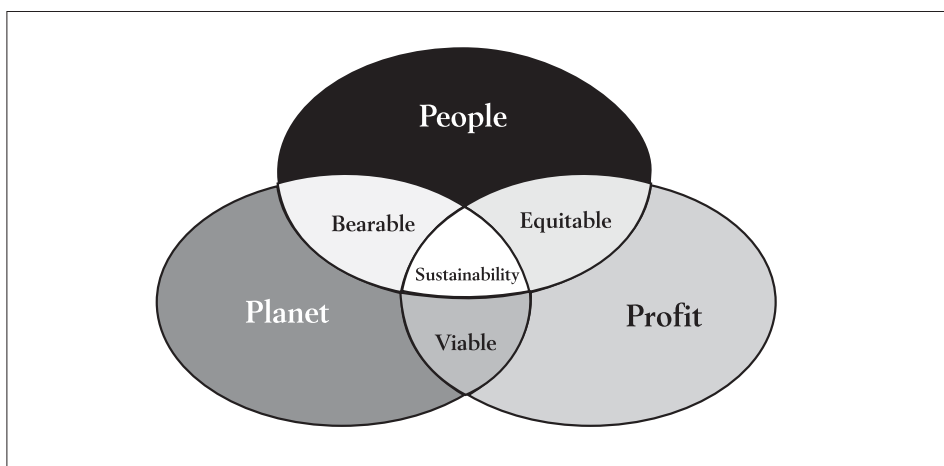 People
Bearable
Equitable
Sustainability
Planet
Profit
Viable